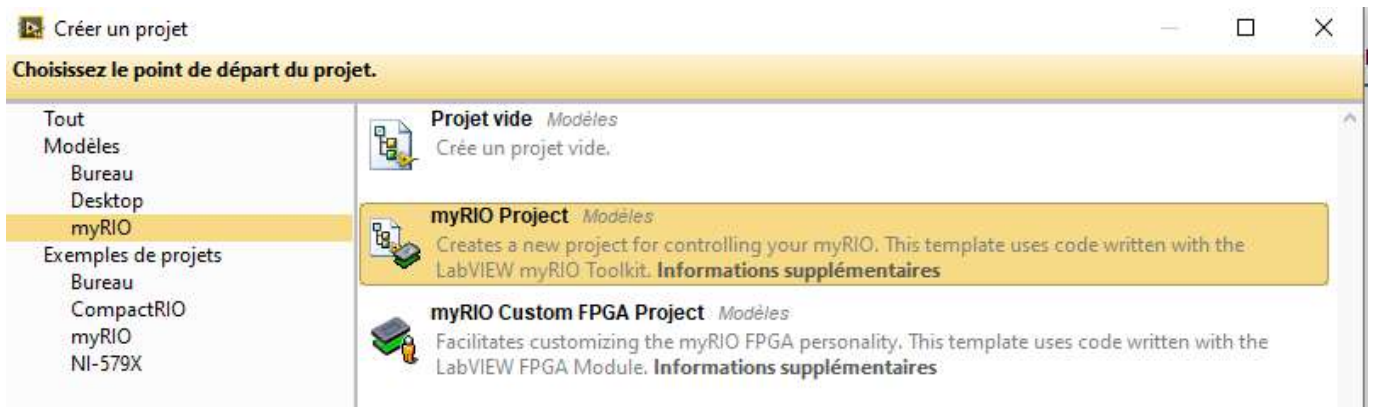 Créer un projet
Choisissez le point de départ du projet.
Tout
Modèles
Bureau
Desktop
myRIO
Exemples de projets
Bureau
CompactRIO
myRIO
NI-579X
Projet vide Modèles
Crée un projet vide.
myRIO Project Modèles
Creates a new project for controlling your myRIO. This template uses code written with the
LabVIEW myRIO Toolkit. Informations supplémentaires
myRIO Custom FPGA Project Modèles
Facilitates customizing the myRIO FPGA personality. This template uses code written with the
LabVIEW FPGA Module. Informations supplémentaires